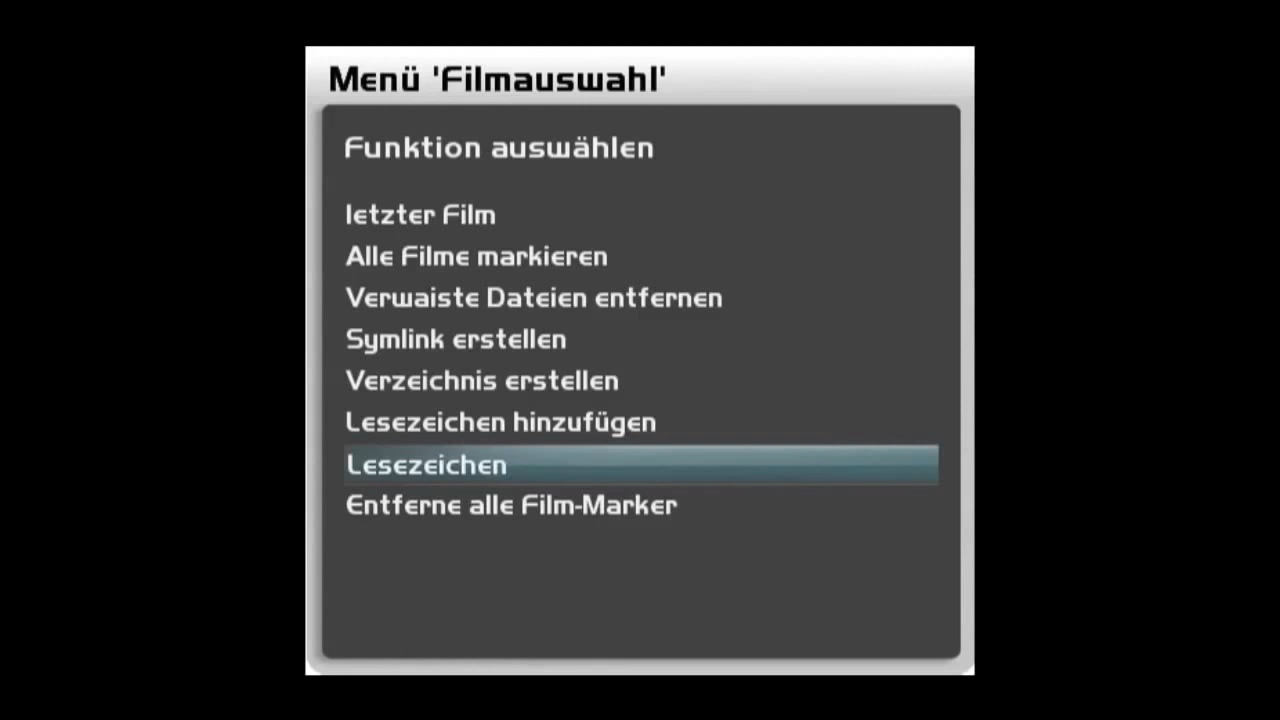 Menü 'Filmauswahl'
Funktion auswählen
letzter Film
Alle Filme markieren
Verwaiste Dateien entfernen
Symlink erstellen
Verzeichnis erstellen
Lesezeichen hinzufügen
Lesezeichen
Entferne alle Film-Marker